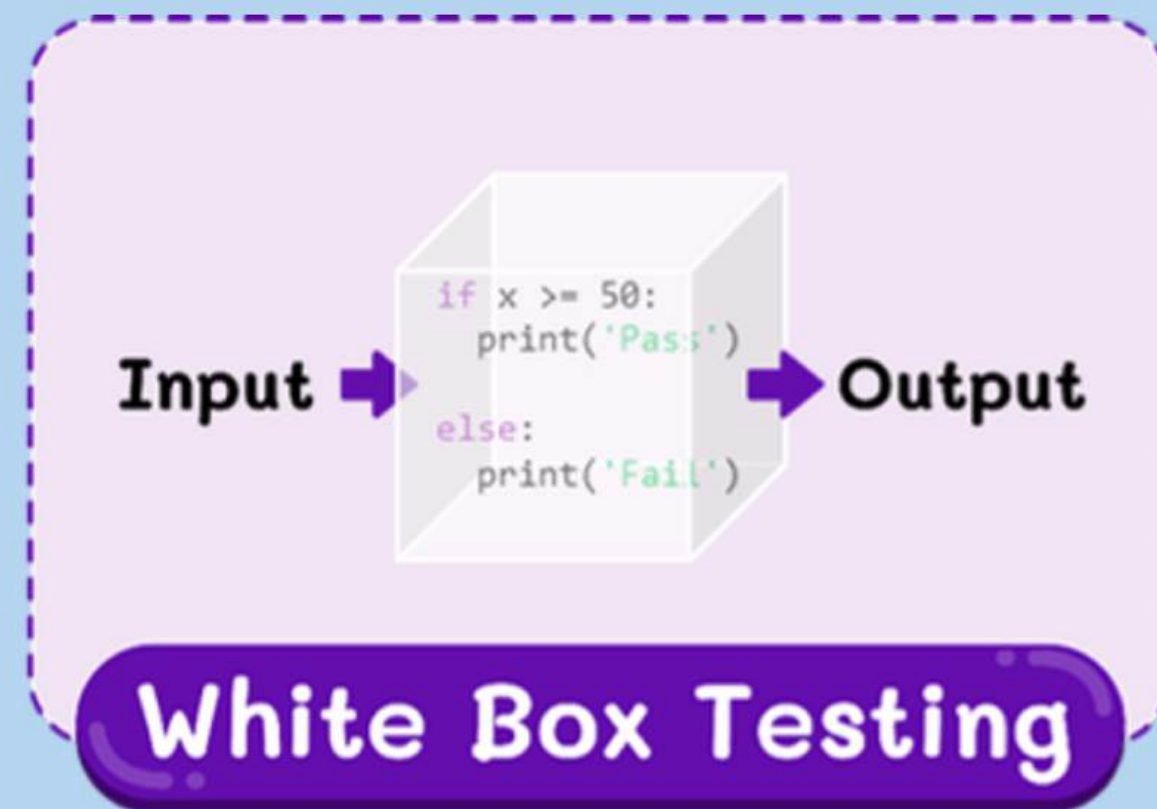 if x >= 50:
print('Pass')
Input
Output
else:
print('Fail')
White Box Testing